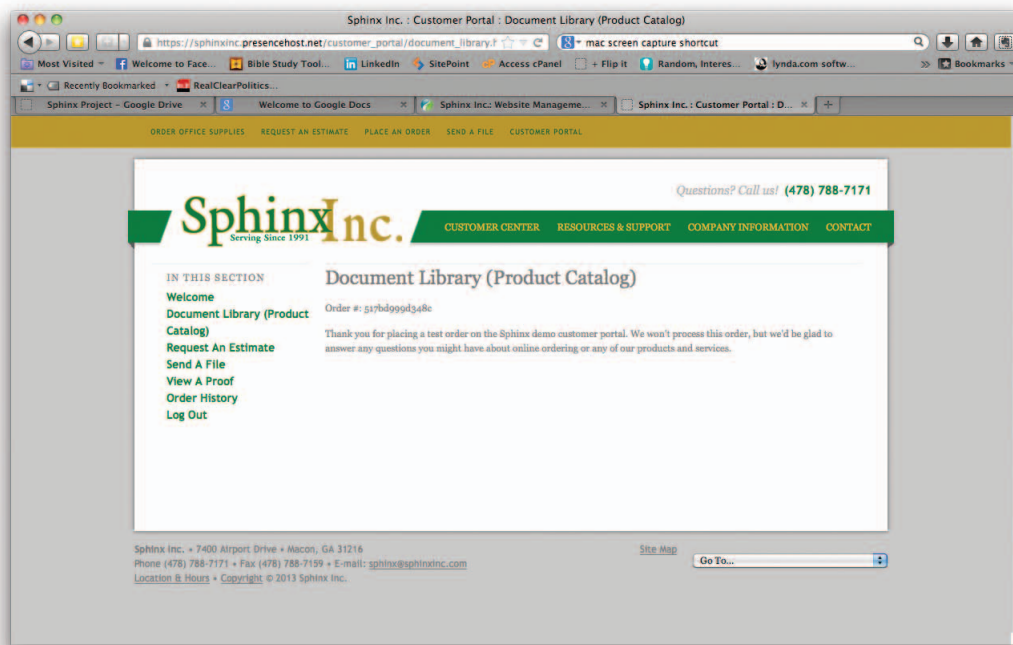 Sphinx Inc. : Customer Portal : Document Library (Product Catalog)
https://sphinxinc.presencehost.net/customer_portal/document_library.h
mac screen capture shortcut
Most Visited Welcome to Face... Bible Study Tool... LinkedIn SitePoint Access cPanel + Flip it Random, Interes... lynda.com softw... >> Bookmarks
Recently Bookmarked RealClearPolitics...
Sphinx Project - Google Drive Welcome to Google Docs Sphinx Inc.: Website Manageme... Sphinx Inc. : Customer Portal : D...
ORDER OFFICE SUPPLIES REQUEST AN ESTIMATE PLACE AN ORDER SEND A FILE CUSTOMER PORTAL
Questions? Call us! (478) 788-7171
Sphinx Inc.
Serving Since 1991
CUSTOMER CENTER RESOURCES & SUPPORT COMPANY INFORMATION CONTACT
IN THIS SECTION
Welcome
Document Library (Product
Catalog)
Request An Estimate
Send A File
View A Proof
Order History
Log Out
Document Library (Product Catalog)
Order #: 517bd999d348c
Thank you for placing a test order on the Sphinx demo customer portal. We won't process this order, but we'd be glad to
answer any questions you might have about online ordering or any of our products and services.
Sphinx Inc. • 7400 Airport Drive • Macon, GA 31216
Phone (478) 788-7171 • Fax (478) 788-7159 • E-mail: sphinx@sphinxinc.com
Location & Hours • Copyright © 2013 Sphinx Inc.
Site Map
Go To...